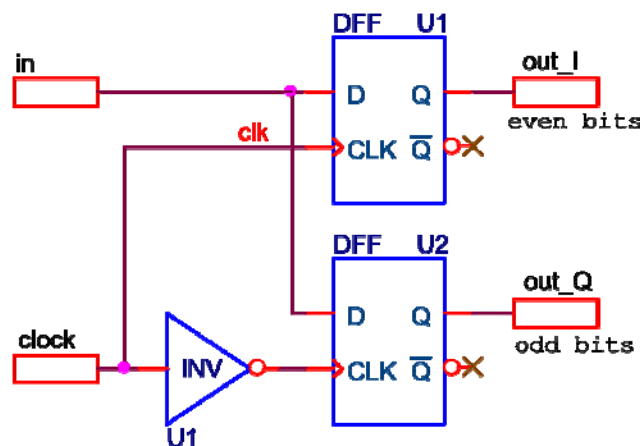 DFF U1
in
out_I
D Q
even bits
clk
CLK Q
DFF U2
out_Q
D Q
clock
odd bits
INV
CLK Q
U1